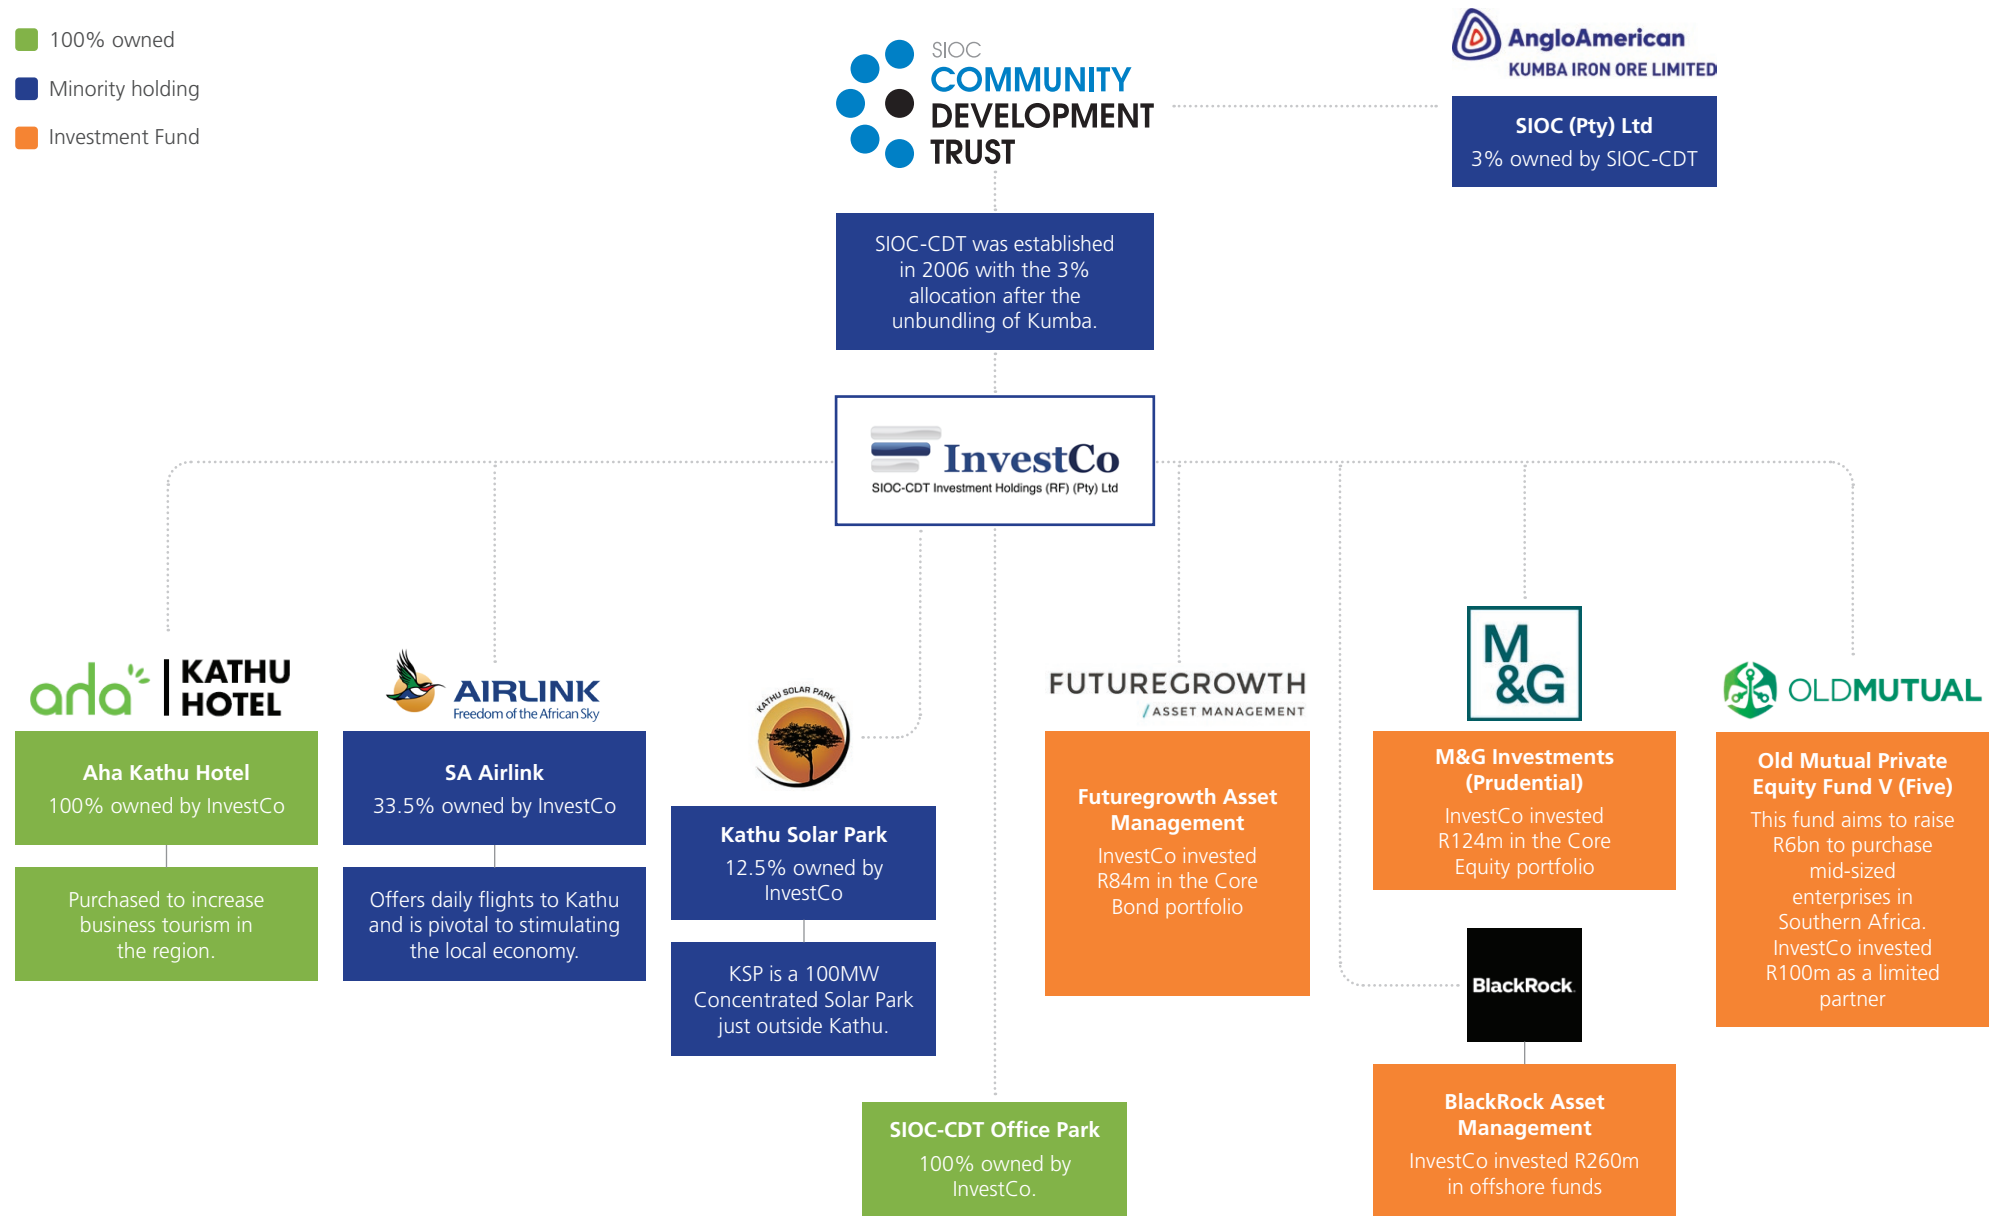 100% owned
Minority holding
Investment Fund
SIOC
COMMUNITY
DEVELOPMENT
TRUST
AngloAmerican
KUMBA IRON ORE LIMITED
SIOC (Pty) Ltd
3% owned by SIOC-CDT
SIOC-CDT was established
in 2006 with the 3%
allocation after the
unbundling of Kumba.
InvestCo
SIOC-CDT Investment Holdings (RF) (Pty) Ltd
aha
KATHU
HOTEL
Aha Kathu Hotel
100% owned by InvestCo
Purchased to increase
business tourism in
the region.
AIRLINK
Freedom of the African Sky
SA Airlink
33.5% owned by InvestCo
Offers daily flights to Kathu
and is pivotal to stimulating
the local economy.
KATHU SOLAR PARK
Kathu Solar Park
12.5% owned by
InvestCo
KSP is a 100MW
Concentrated Solar Park
just outside Kathu.
SIOC-CDT Office Park
100% owned by
InvestCo.
FUTUREGROWTH
/ASSET MANAGEMENT
Futuregrowth Asset
Management
InvestCo invested
R84m in the Core
Bond portfolio
M
&G
M&G Investments
(Prudential)
InvestCo invested
R124m in the Core
Equity portfolio
BlackRock.
BlackRock Asset
Management
InvestCo invested R260m
in offshore funds
OLDMUTUAL
Old Mutual Private
Equity Fund V (Five)
This fund aims to raise
R6bn to purchase
mid-sized
enterprises in
Southern Africa.
InvestCo invested
R100m as a limited
partner